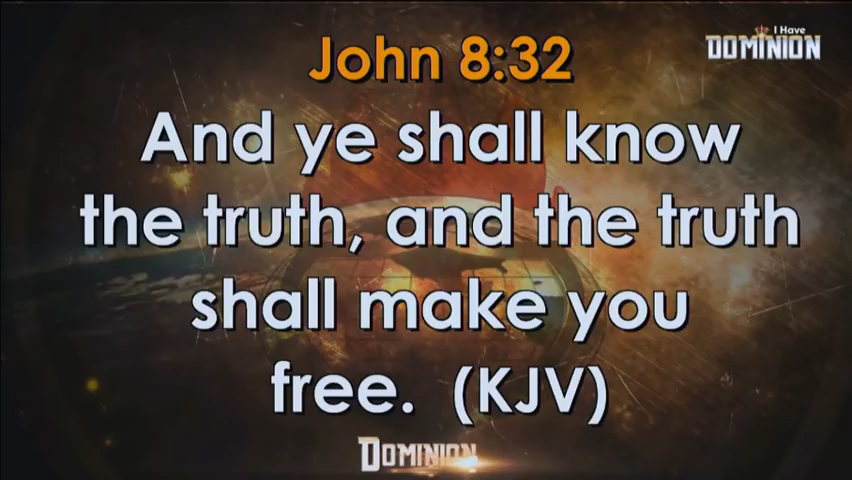 I Have
DOMINION
John 8:32
And ye shall know
the truth, and the truth
shall make you
free. (KJV)
DOMINION